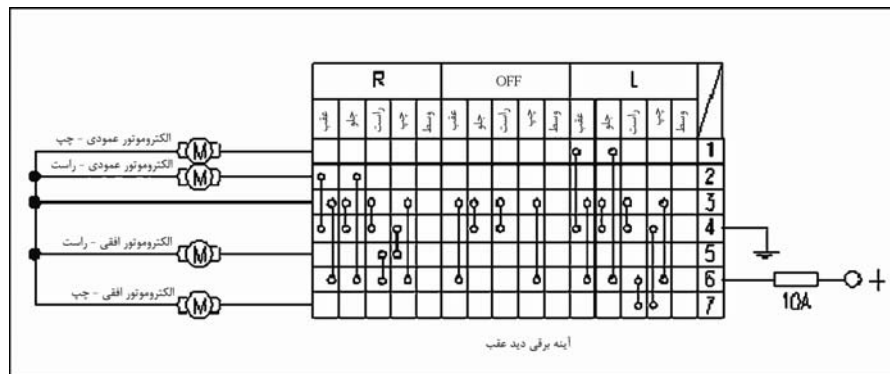 R OFF L
عقب جلو راست چپ وسط عقب جلو راست چپ وسط عقب جلو راست چپ وسط
الکتروموتور عمودی - چپ
M
1
الکتروموتور عمودی - راست
M
2
3
4
الکتروموتور افقی - راست
M
5
6
10A
+
الکتروموتور افقی - چپ
M
7
آینه برقی دید عقب